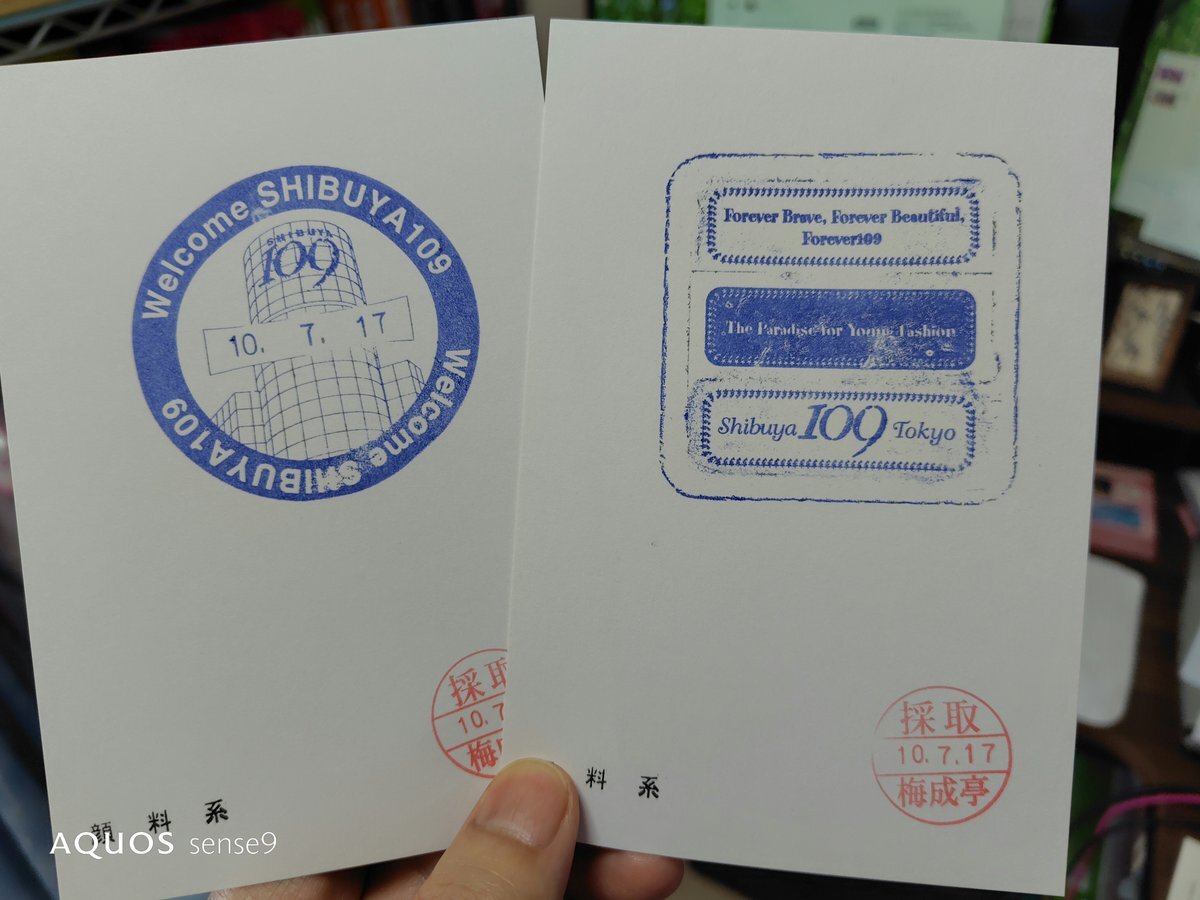 Welcome SHIBUYA109
SHIBUYA
109
10. 7. 17
Welcome SHIBUYA109
採取
10.7
梅
顔料系
Forever Brave, Forever Beautiful,
Forever109
The Paradise for Young Fashion
Shibuya 109 Tokyo
採取
10.7.17
梅成亭
料系
AQUOS sense9